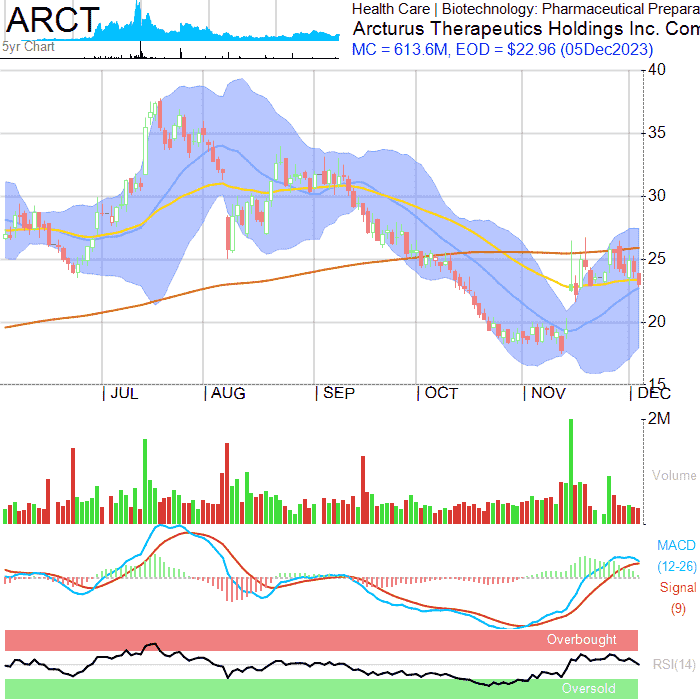 ARCT
5yr Chart
Health Care | Biotechnology: Pharmaceutical Prepara
Arcturus Therapeutics Holdings Inc. Com
MC = 613.6M, EOD = $22.96 (05Dec2023)
40
35
30
25
20
15
JUL AUG SEP OCT NOV DEC
2M
Volume
MACD
(12-26)
Signal
(9)
Overbought
RSI(14)
Oversold